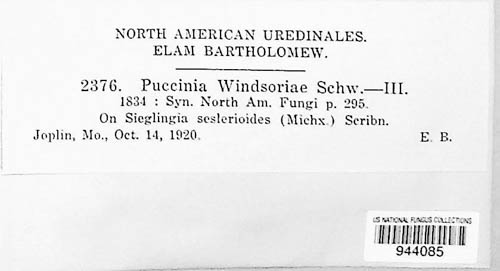 NORTH AMERICAN UREDINALES.
ELAM BARTHOLOMEW.
2376. Puccinia Windsoriae Schw.—III.
1834 : Syn. North Am. Fungi p. 295.
On Sieglingia seslerioides (Michx.) Scribn.
Joplin, Mo., Oct. 14, 1920. E. B.
US NATIONAL FUNGUS COLLECTIONS
944085